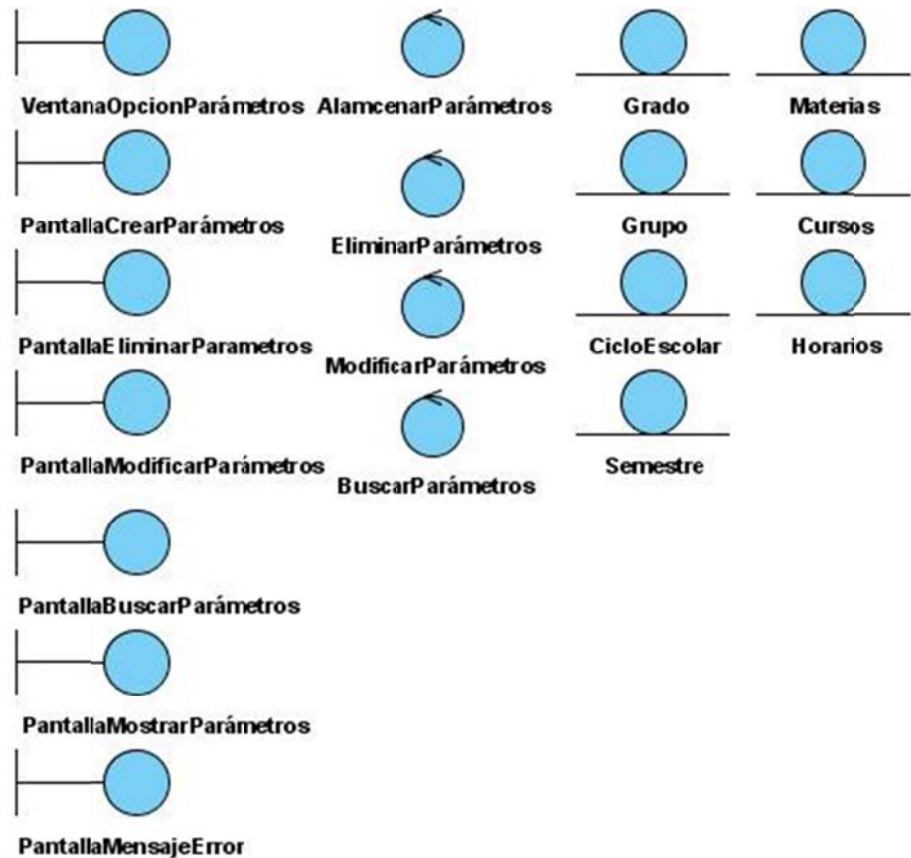 VentanaOpcionParámetros AlamcenarParámetros Grado Materias
PantallaCrearParámetros Grupo Cursos
EliminarParámetros
PantallaEliminarParametros CicloEscolar Horarios
ModificarParámetros
PantallaModificarParámetros Semestre
BuscarParámetros
PantallaBuscarParámetros
PantallaMostrarParámetros
PantallaMensajeError